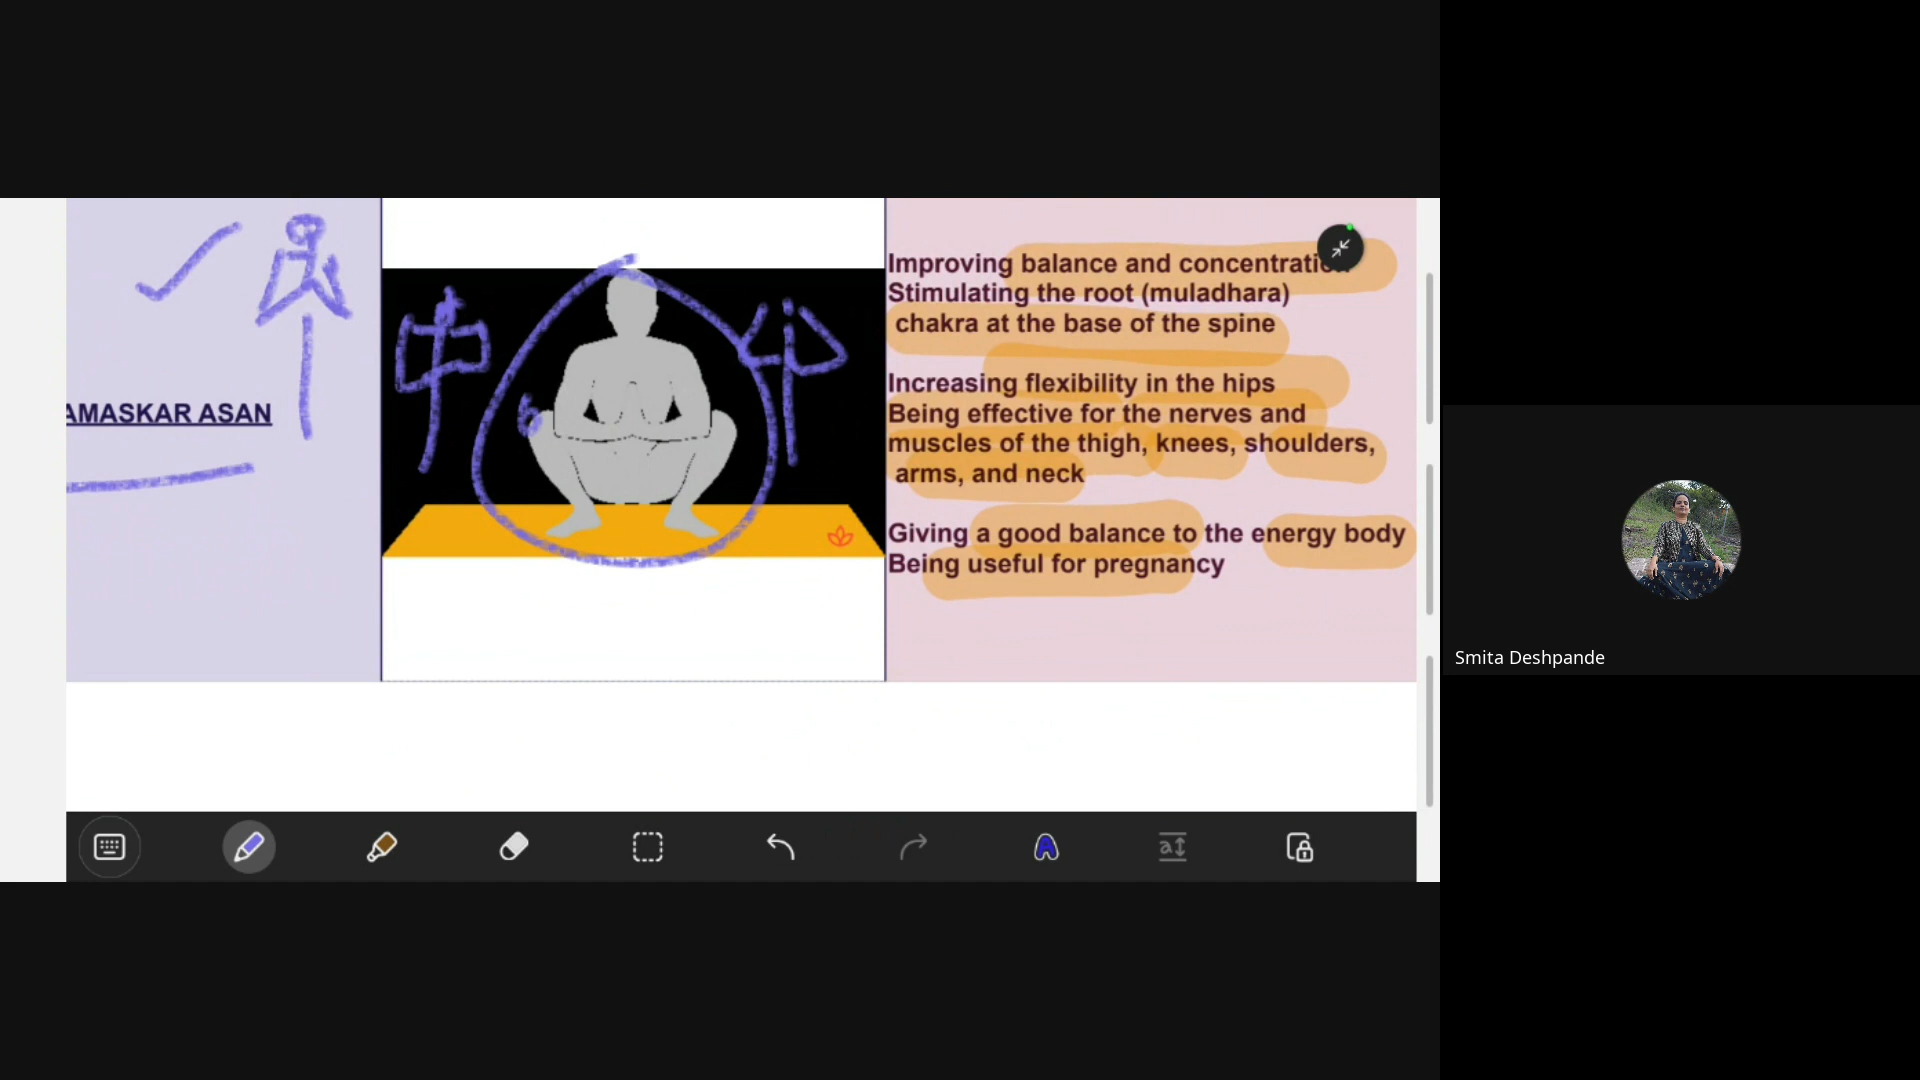 AMASKAR ASAN
Improving balance and concentratio
Stimulating the root (muladhara)
chakra at the base of the spine
Increasing flexibility in the hips
Being effective for the nerves and
muscles of the thigh, knees, shoulders,
arms, and neck
Giving a good balance to the energy body
Being useful for pregnancy
Smita Deshpande